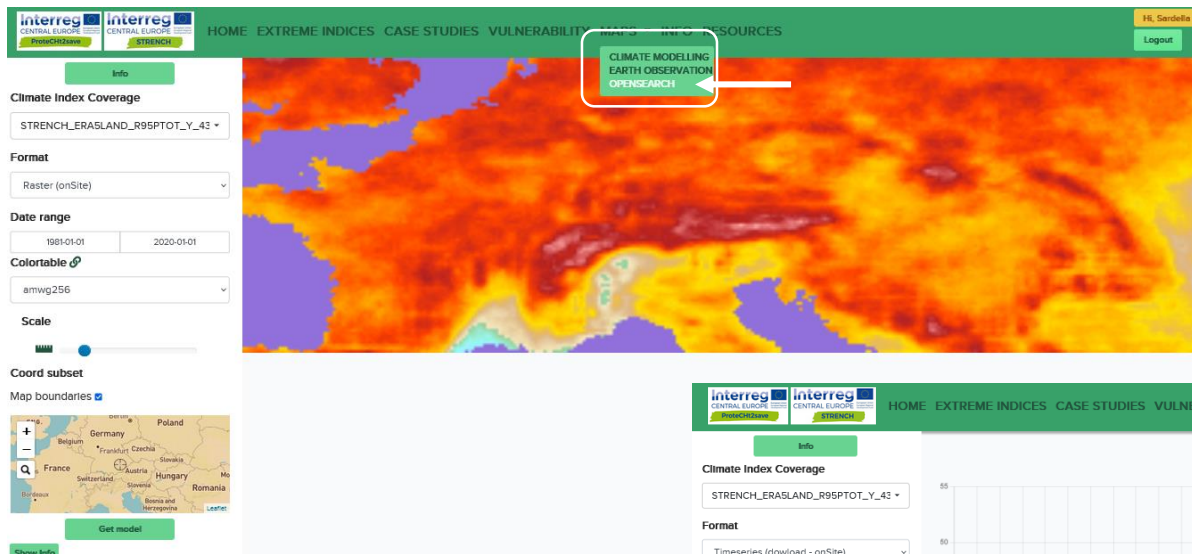 Interreg Interreg
CENTRAL EUROPE CENTRAL EUROPE
ProteCHt2save STRENCH
HOME EXTREME INDICES CASE STUDIES VULNERABILITY MAPS INFO RESOURCES
Hi, Sardella
Logout
CLIMATE MODELLING
EARTH OBSERVATION
OPENSEARCH
Info
Climate Index Coverage
STRENCH_ERA5LAND_R95PTOT_Y_43
Format
Raster (onSite)
Date range
1981-01-01 2020-01-01
Colortable
amwg256
Scale
Coord subset
Map boundaries
+
−
Berlin
Poland
Germany
Belgium
Frankfurt Czechia
Slovakia
France
Austria
Switzerland
Hungary
Mo
Slovenia
Romania
Bordeaux
Bosnia and
Herzegovina
Leaflet
Get model
Show Info
Interreg Interreg
CENTRAL EUROPE CENTRAL EUROPE
ProteCHt2save STRENCH
HOME EXTREME INDICES CASE STUDIES VULNE
Info
Climate Index Coverage
STRENCH_ERA5LAND_R95PTOT_Y_43
Format
Timeseries (dowload - onSite)
55
50